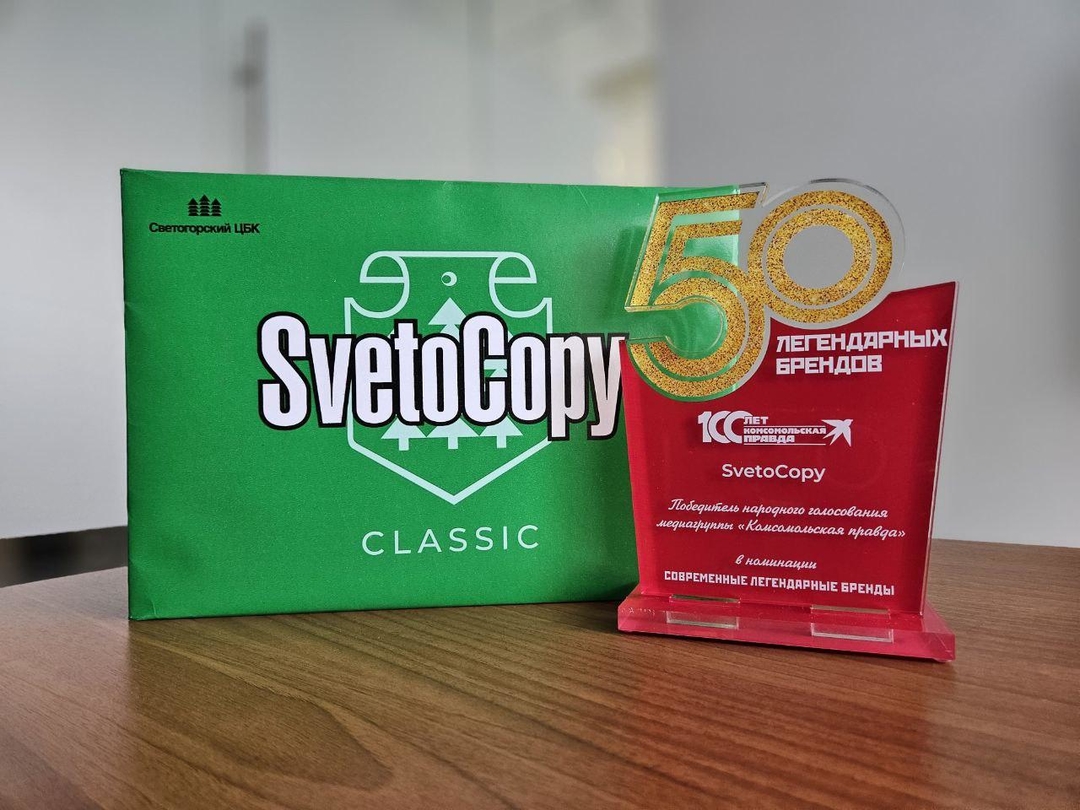 Светогорский ЦБК
SvetoCopy
CLASSIC
50
ЛЕГЕНДАРНЫХ
БРЕНДОВ
100 ЛЕТ
КОМСОМОЛЬСКАЯ
ПРАВДА
SvetoCopy
Победитель народного голосования
медиагруппы «Комсомольская правда»
в номинации
СОВРЕМЕННЫЕ ЛЕГЕНДАРНЫЕ БРЕНДЫ